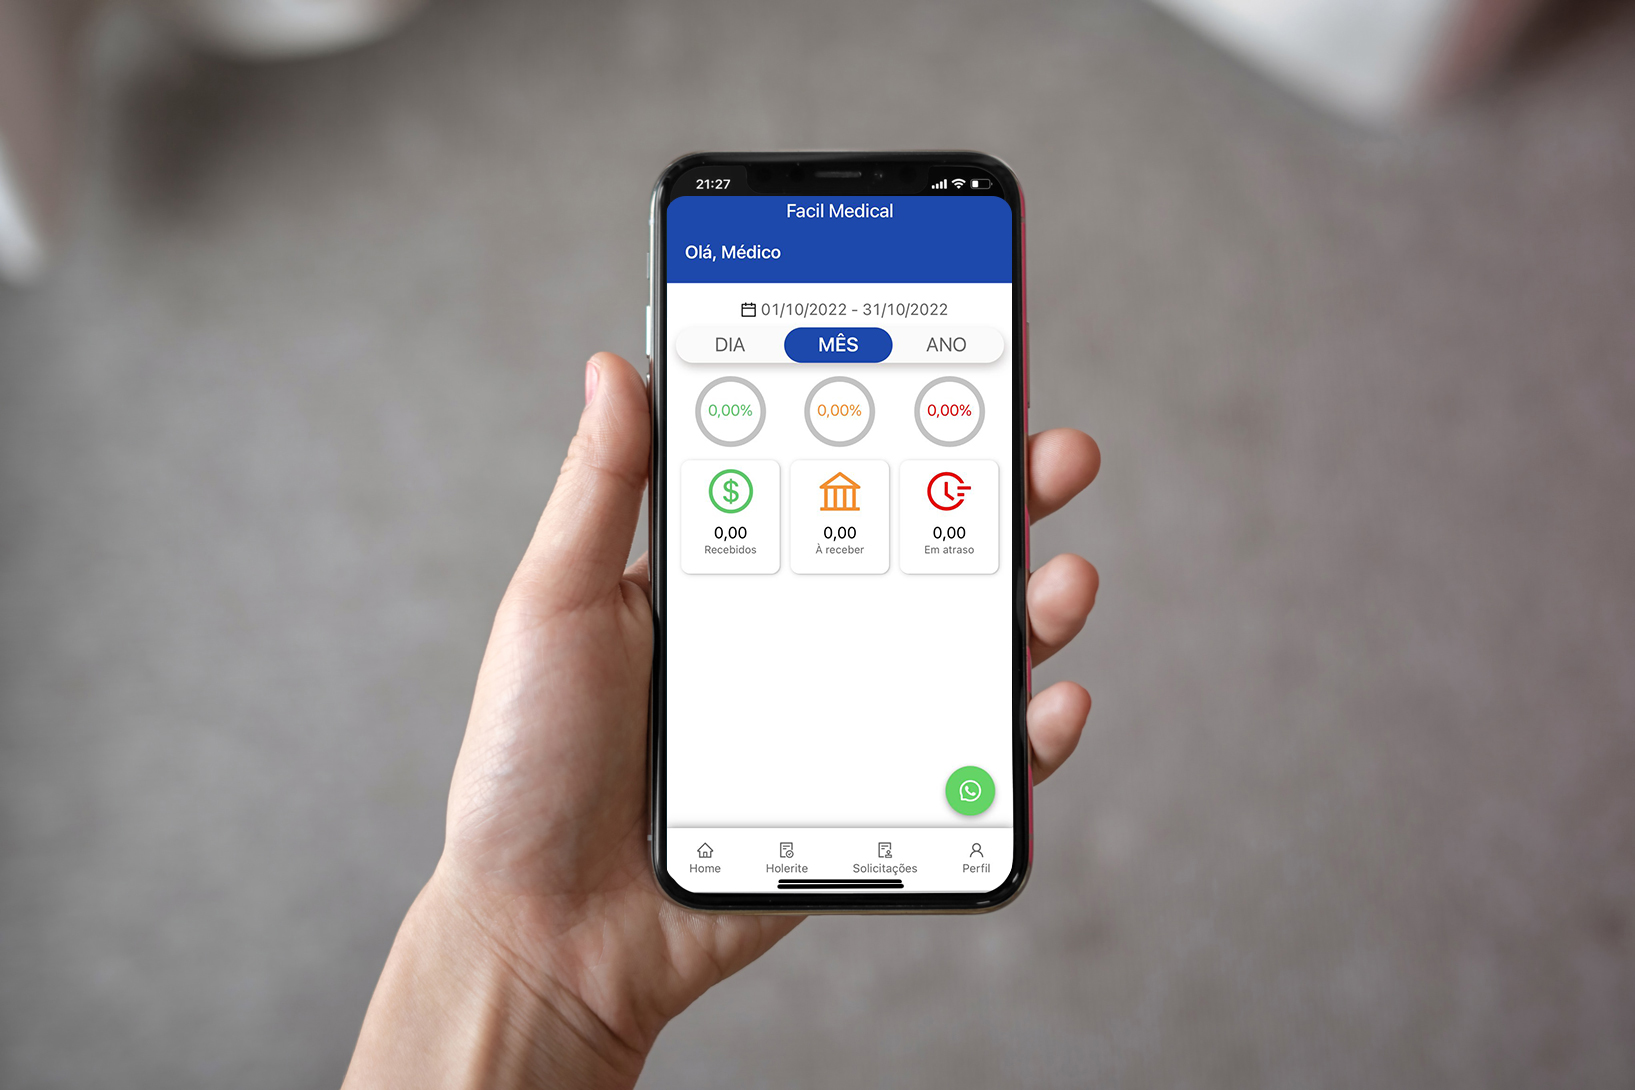 21:27
Facil Medical
Olá, Médico
01/10/2022 - 31/10/2022
DIA MÊS ANO
0,00% 0,00% 0,00%
0,00 0,00 0,00
Recebidos À receber Em atraso
Home Holerite Solicitações Perfil